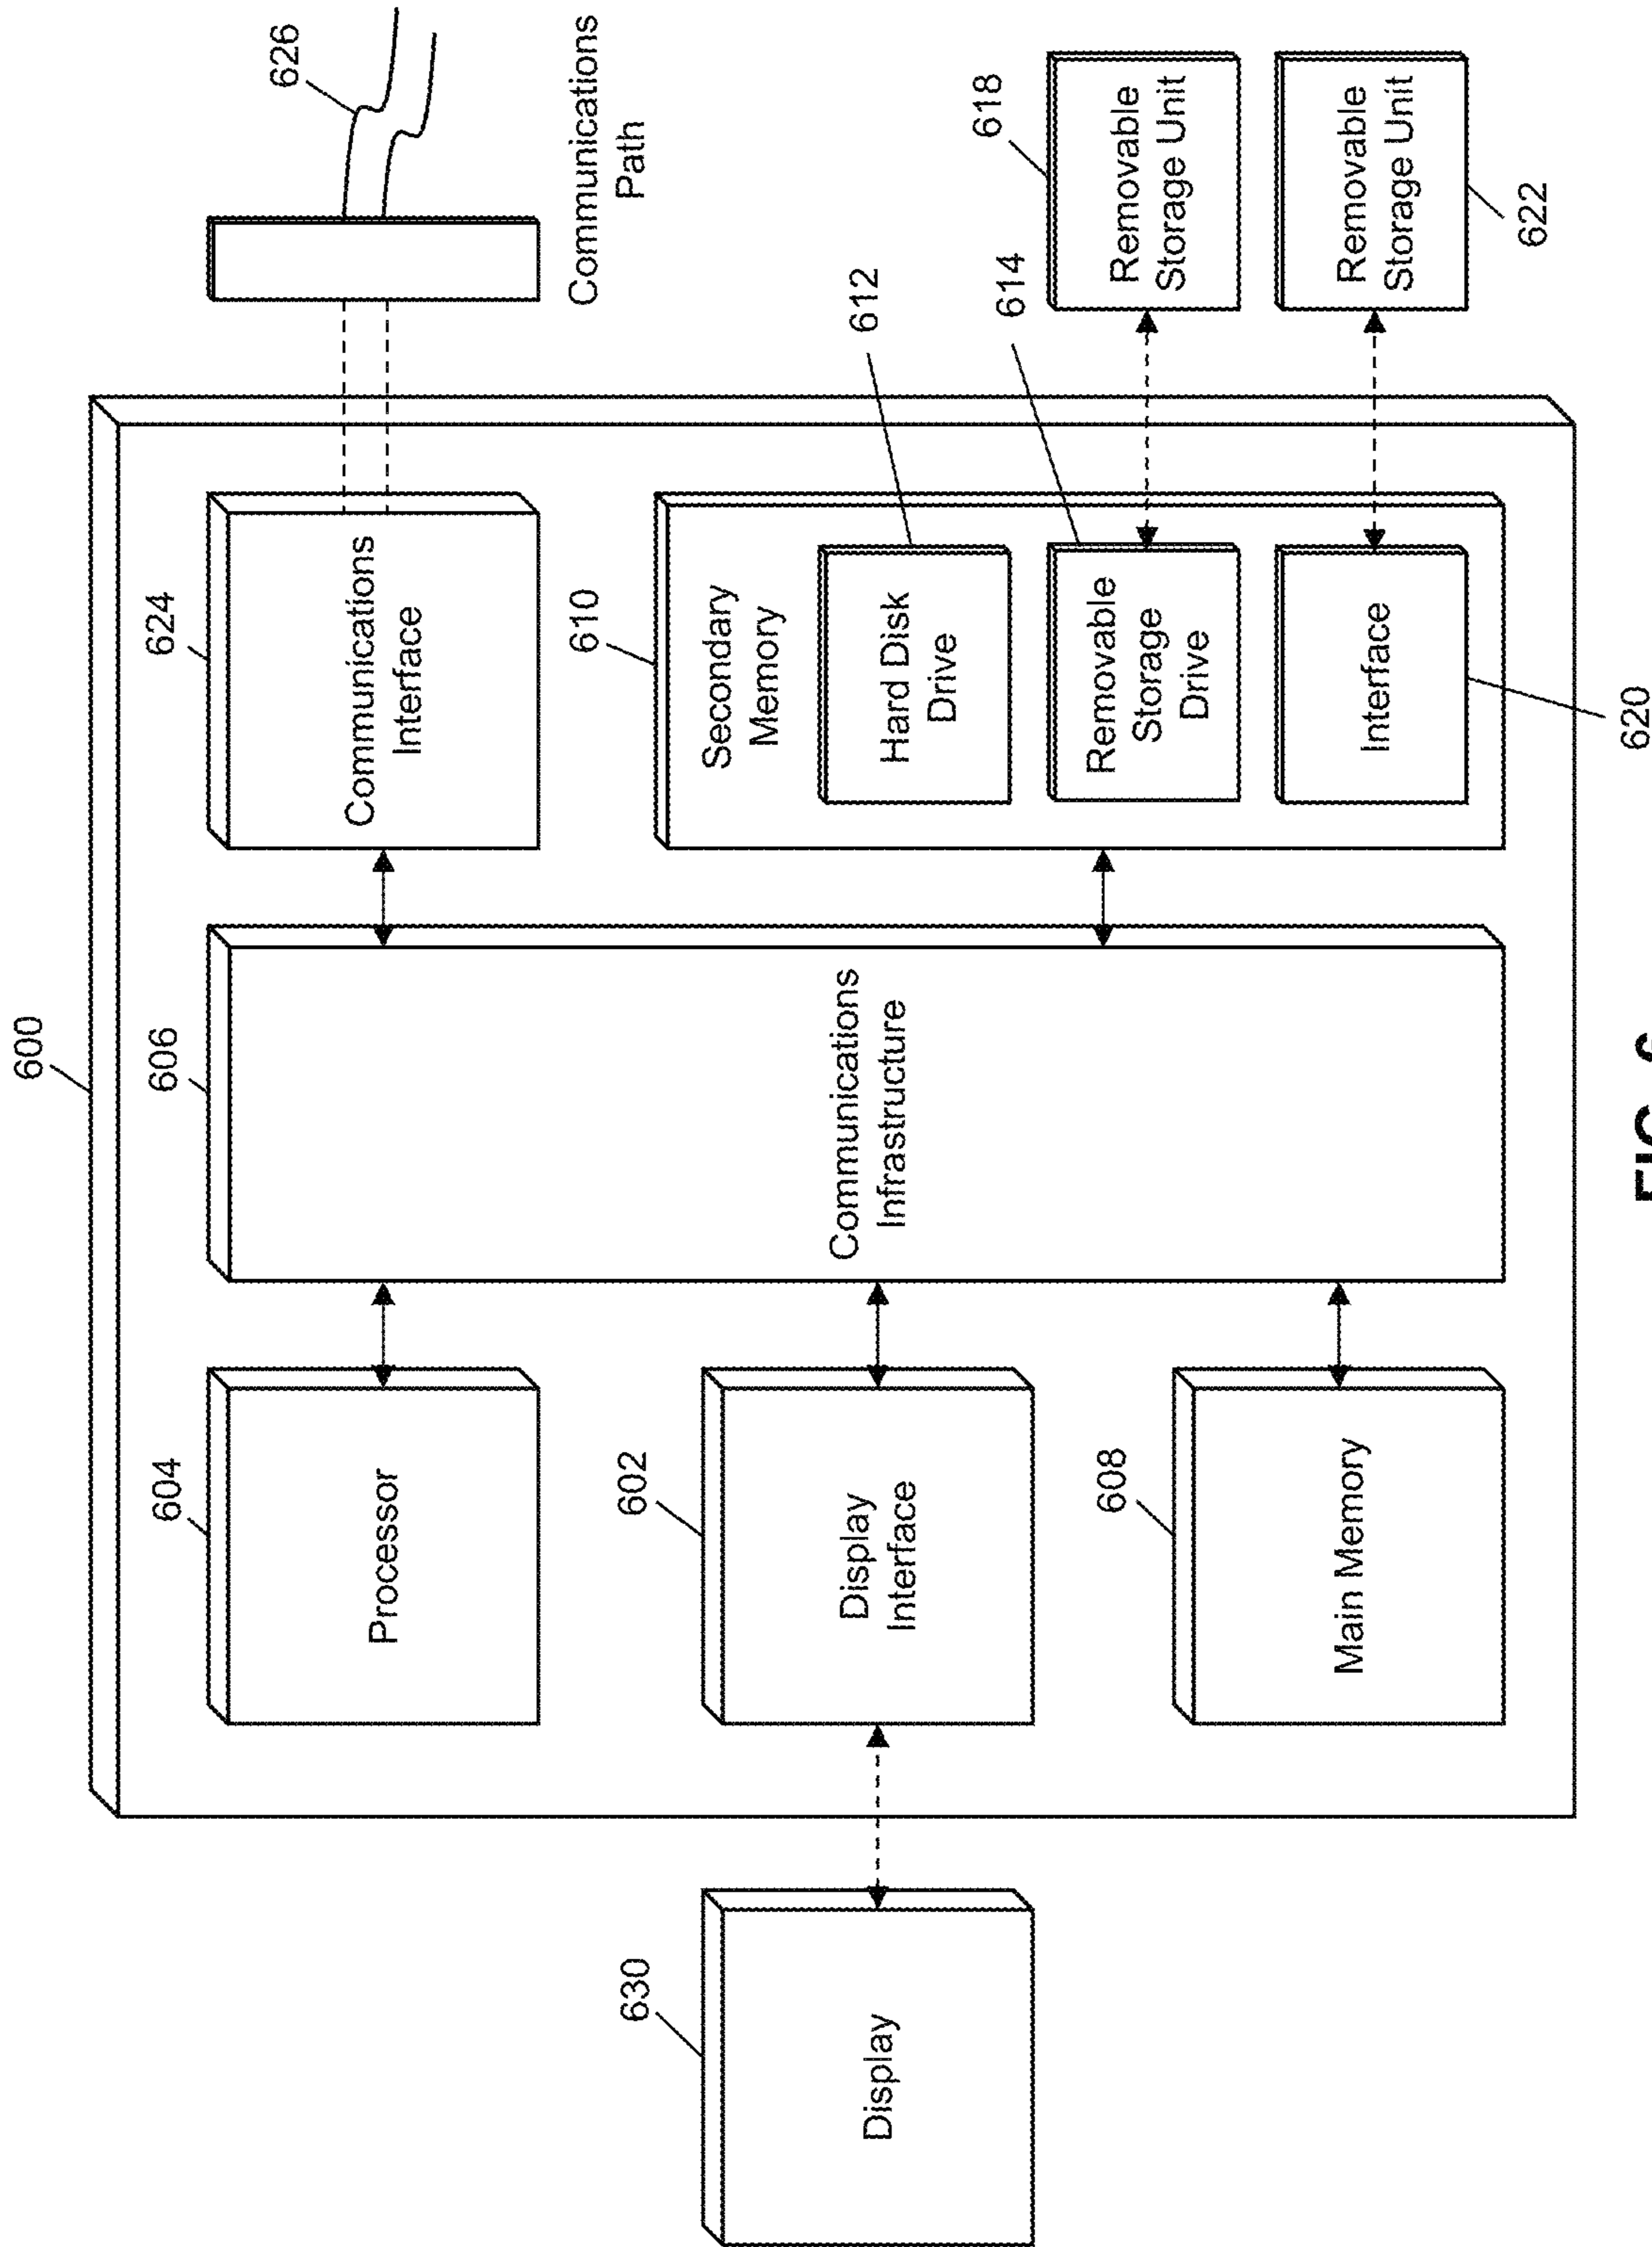 600
626
604
606
624
Processor
Communications
Interface
Communications
Path
630
602
610
Display
Display
Interface
Communications
Infrastructure
Secondary
Memory
612
Hard Disk
Drive
614
618
608
Main Memory
Removable
Storage
Drive
Removable
Storage Unit
Interface
Removable
Storage Unit
622
620
FIG. 6